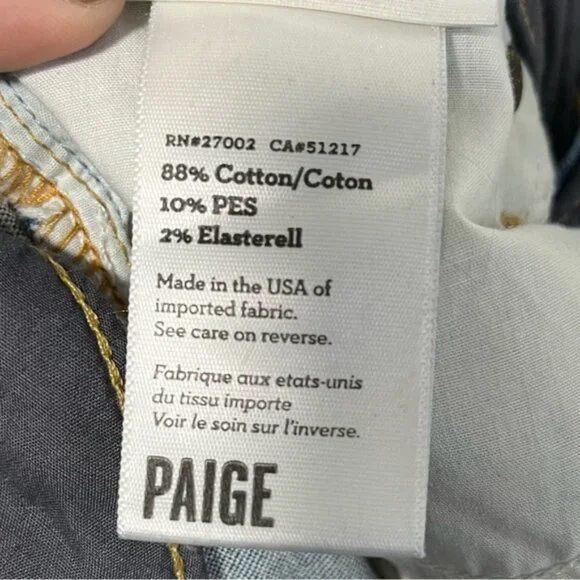 RN#27002 CA#51217
88% Cotton/Coton
10% PES
2% Elasterell
Made in the USA of
imported fabric.
See care on reverse.
Fabrique aux etats-unis
du tissu importe
Voir le soin sur l'inverse.
PAIGE